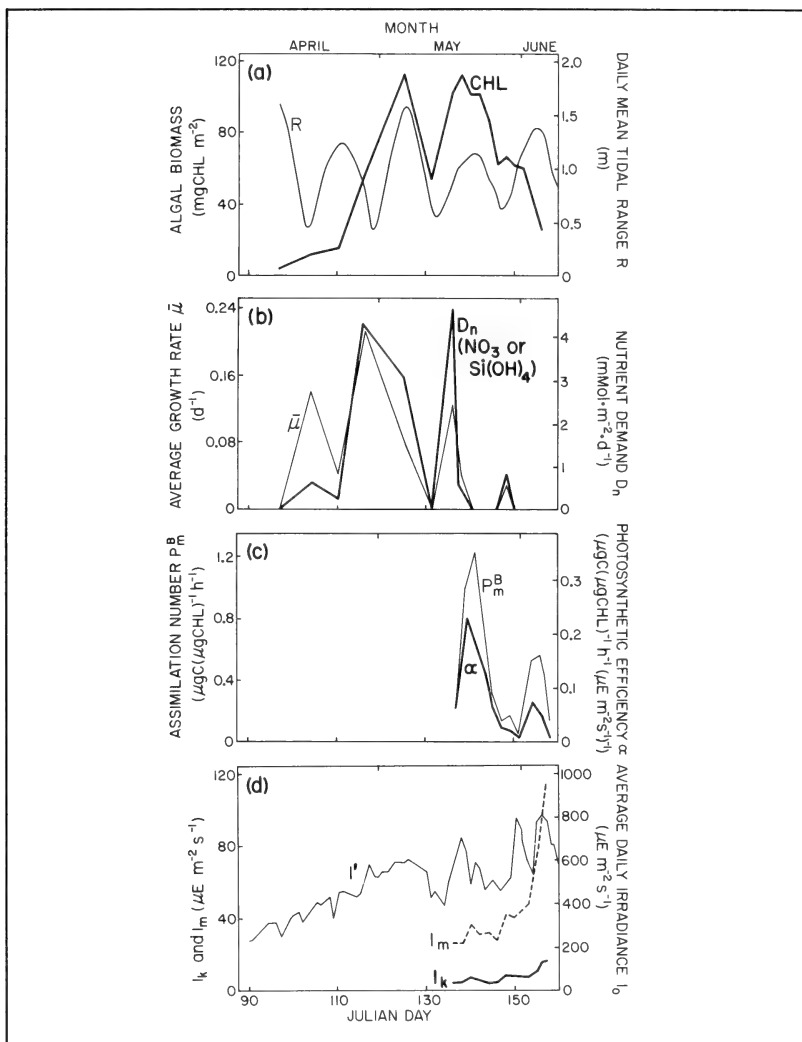 MONTH
APRIL MAY JUNE
(a)
120
80
40
0
ALGAL BIOMASS
(mgCHL m⁻²)
R
CHL
2.0
1.5
1.0
0.5
0
DAILY MEAN TIDAL RANGE R
(m)
(b)
0.24
0.16
0.08
0
AVERAGE GROWTH RATE μ̄
(d⁻¹)
μ̄
Dₙ
(NO₃ or
Si(OH)₄)
4
3
2
1
0
NUTRIENT DEMAND Dₙ
(mMol·m⁻²·d⁻¹)
(c)
1.2
0.8
0.4
0
ASSIMILATION NUMBER Pᴮₘ
(μgC(μgCHL)⁻¹ h⁻¹)
Pᴮₘ
α
0.3
0.2
0.1
0
PHOTOSYNTHETIC EFFICIENCY α
(μgC(μgCHL)⁻¹ h⁻¹ (μE m⁻² s⁻¹)⁻¹)
(d)
120
80
40
0
Iₖ and Iₘ (μE m⁻² s⁻¹)
I'
Iₘ
Iₖ
1000
800
600
400
200
0
AVERAGE DAILY IRRADIANCE I₀
(μE m⁻² s⁻¹)
90 110 130 150
JULIAN DAY